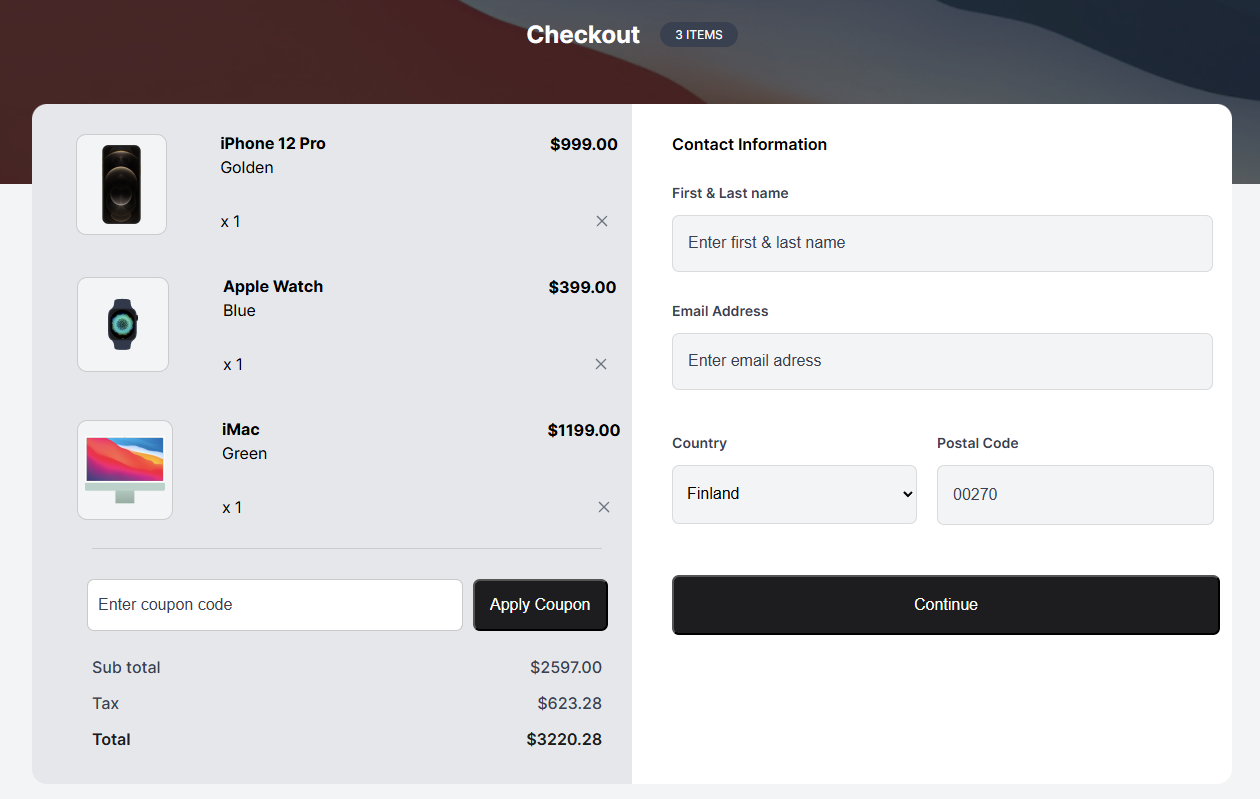 Checkout 3 ITEMS
iPhone 12 Pro $999.00
Golden
x 1
Apple Watch $399.00
Blue
x 1
iMac $1199.00
Green
x 1
Enter coupon code Apply Coupon
Sub total $2597.00
Tax $623.28
Total $3220.28
Contact Information
First & Last name
Enter first & last name
Email Address
Enter email adress
Country Postal Code
Finland 00270
Continue